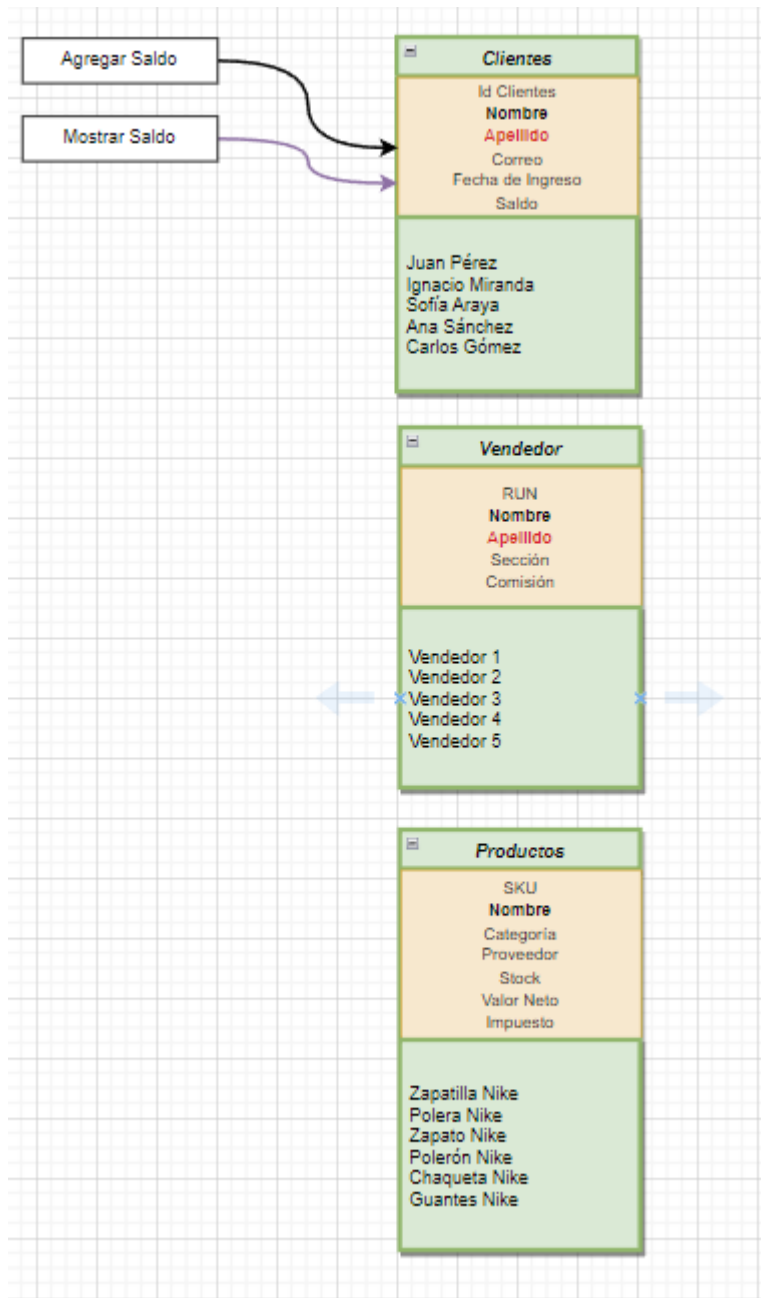 Agregar Saldo
Mostrar Saldo
Clientes
Id Clientes
Nombre
Apellido
Correo
Fecha de Ingreso
Saldo
Juan Pérez
Ignacio Miranda
Sofía Araya
Ana Sánchez
Carlos Gómez
Vendedor
RUN
Nombre
Apellido
Sección
Comisión
Vendedor 1
Vendedor 2
Vendedor 3
Vendedor 4
Vendedor 5
Productos
SKU
Nombre
Categoría
Proveedor
Stock
Valor Neto
Impuesto
Zapatilla Nike
Polera Nike
Zapato Nike
Polerón Nike
Chaqueta Nike
Guantes Nike